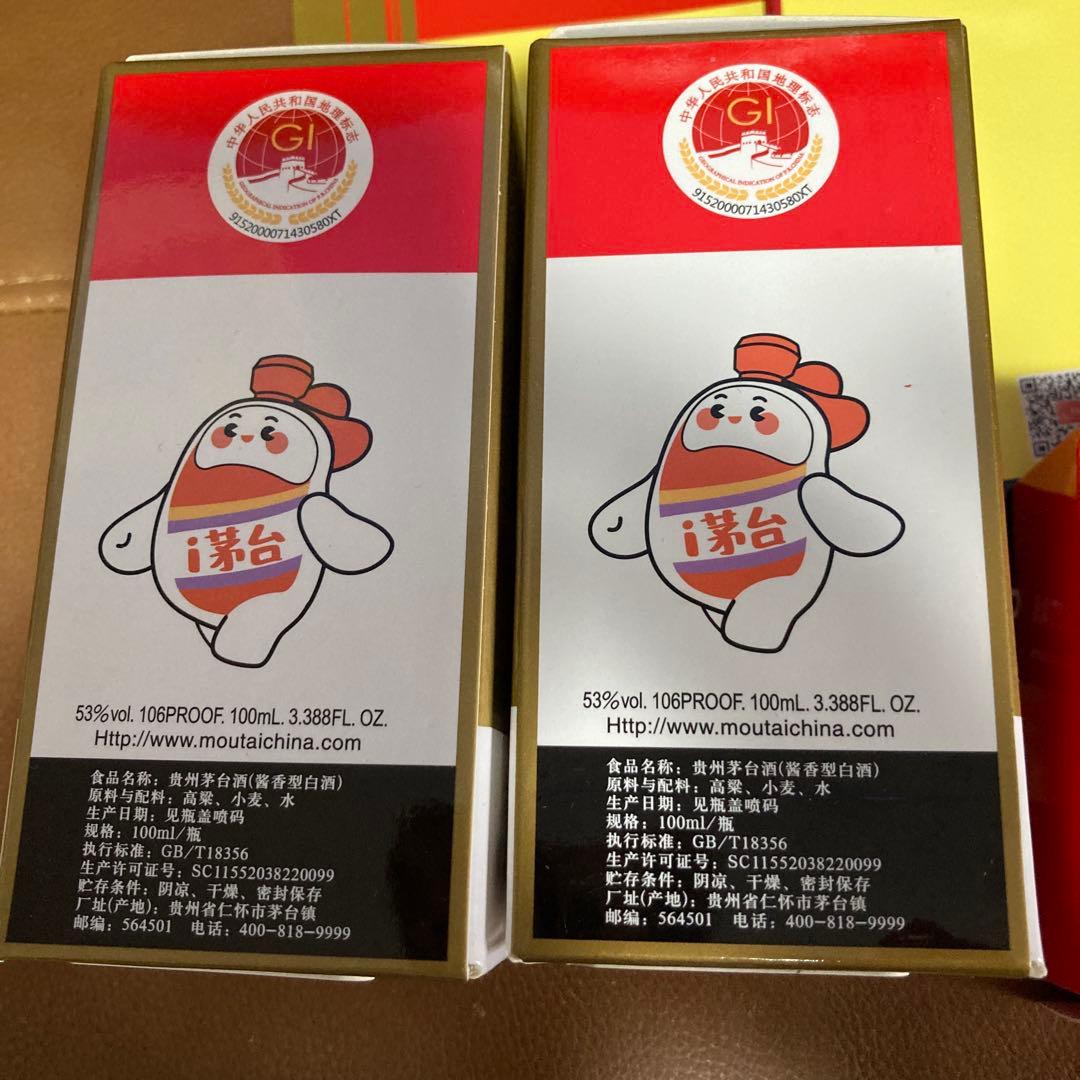 中华人民共和国地理标志
GI
GEOGRAPHICAL INDICATION OF P.R.CHINA
9152000071430580XT
i茅台
53%vol. 106PROOF. 100mL. 3.388FL. OZ.
Http://www.moutaichina.com
食品名称: 贵州茅台酒(酱香型白酒)
原料与配料: 高粱、小麦、水
生产日期: 见瓶盖喷码
规格: 100ml/瓶
执行标准: GB/T18356
生产许可证号: SC11552038220099
贮存条件: 阴凉、干燥、密封保存
厂址(产地): 贵州省仁怀市茅台镇
邮编: 564501 电话: 400-818-9999
中华人民共和国地理标志
GI
GEOGRAPHICAL INDICATION OF P.R.CHINA
9152000071430580XT
i茅台
53%vol. 106PROOF. 100mL. 3.388FL. OZ.
Http://www.moutaichina.com
食品名称: 贵州茅台酒(酱香型白酒)
原料与配料: 高粱、小麦、水
生产日期: 见瓶盖喷码
规格: 100ml/瓶
执行标准: GB/T18356
生产许可证号: SC11552038220099
贮存条件: 阴凉、干燥、密封保存
厂址(产地): 贵州省仁怀市茅台镇
邮编: 564501 电话: 400-818-9999